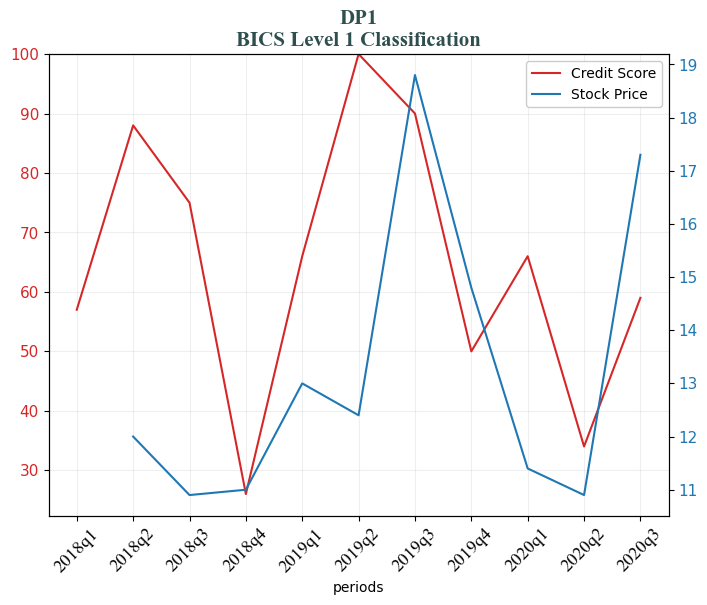 DP1
BICS Level 1 Classification
Credit Score
Stock Price
100
90
80
70
60
50
40
30
19
18
17
16
15
14
13
12
11
2018q1
2018q2
2018q3
2018q4
2019q1
2019q2
2019q3
2019q4
2020q1
2020q2
2020q3
periods